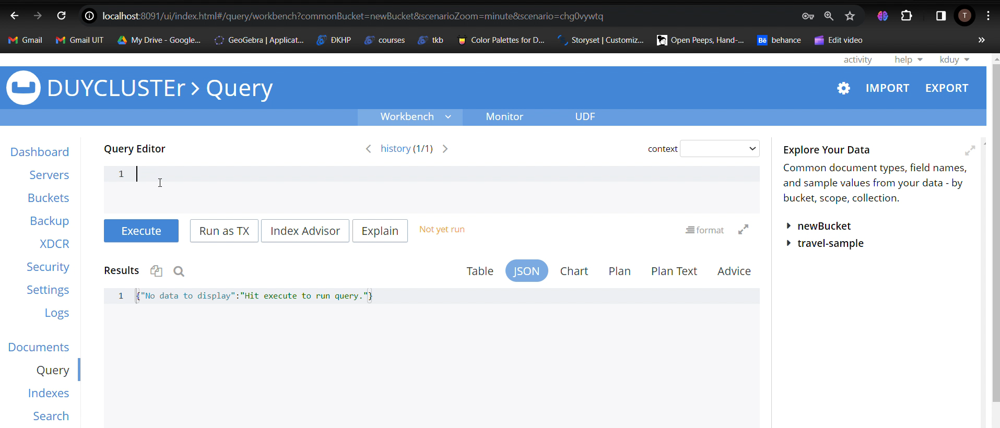 localhost:8091/ui/index.html#/query/workbench?commonBucket=newBucket&scenarioZoom=minute&scenario=chg0vywtq
T
Gmail
Gmail UIT
My Drive - Google...
GeoGebra | Applicat...
ĐKHP
courses
tkb
Color Palettes for D...
Storyset | Customiz...
Open Peeps, Hand-...
Bē behance
Edit video
activity
help
kduy
DUYCLUSTEr > Query
IMPORT
EXPORT
Workbench
Monitor
UDF
Dashboard
Servers
Buckets
Backup
XDCR
Security
Settings
Logs
Documents
Query
Indexes
Search
Query Editor
history (1/1)
context
1
Execute
Run as TX
Index Advisor
Explain
Not yet run
format
Results
Table
JSON
Chart
Plan
Plan Text
Advice
1 {"No data to display":"Hit execute to run query."}
Explore Your Data
Common document types, field names,
and sample values from your data - by
bucket, scope, collection.
newBucket
travel-sample